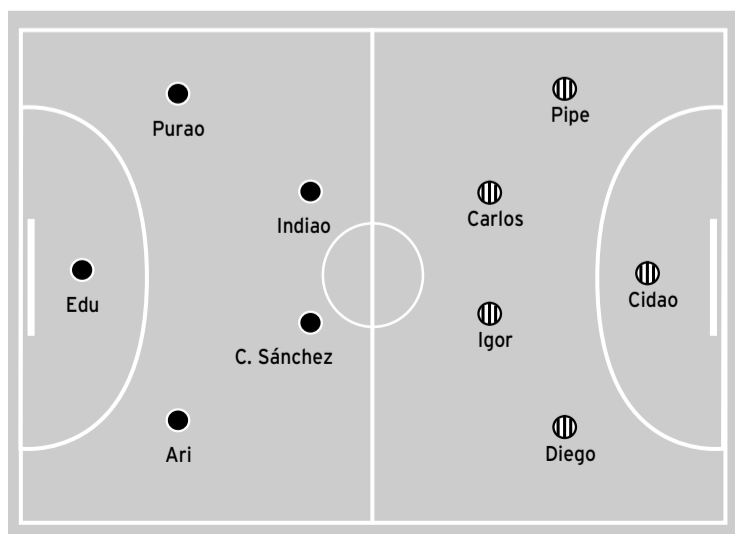 Purao
Indiao
Edu
C. Sánchez
Ari
Pipe
Carlos
Cidao
Igor
Diego